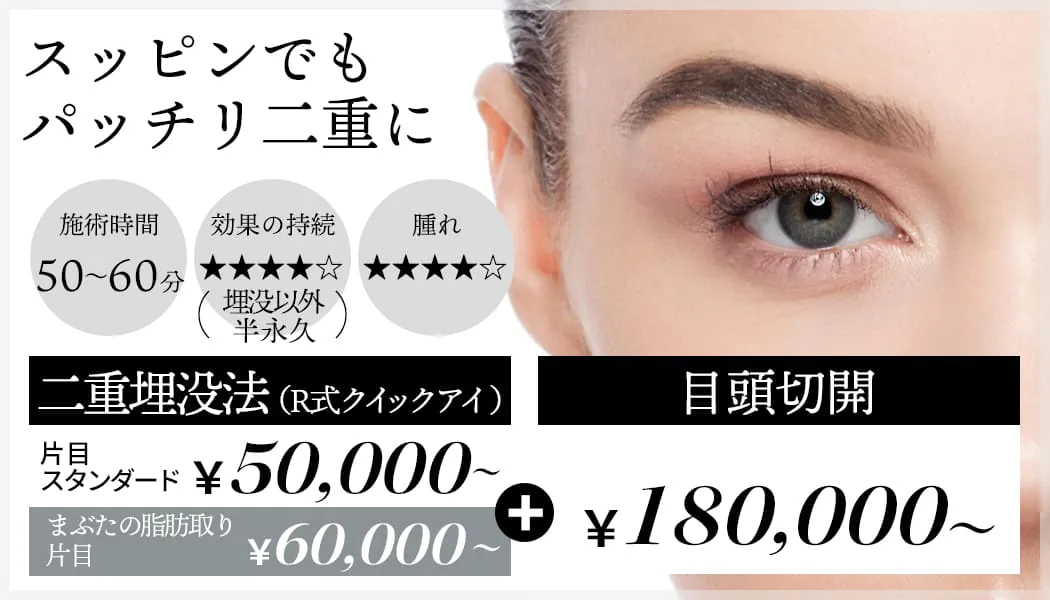 スッピンでも
パッチリ二重に
施術時間
50~60分
効果の持続
★★★★☆
(埋没以外
半永久)
腫れ
★★★★☆
二重埋没法(R式クイックアイ)
片目
スタンダード ¥50,000~
まぶたの脂肪取り
片目 ¥60,000~
+
目頭切開
¥180,000~